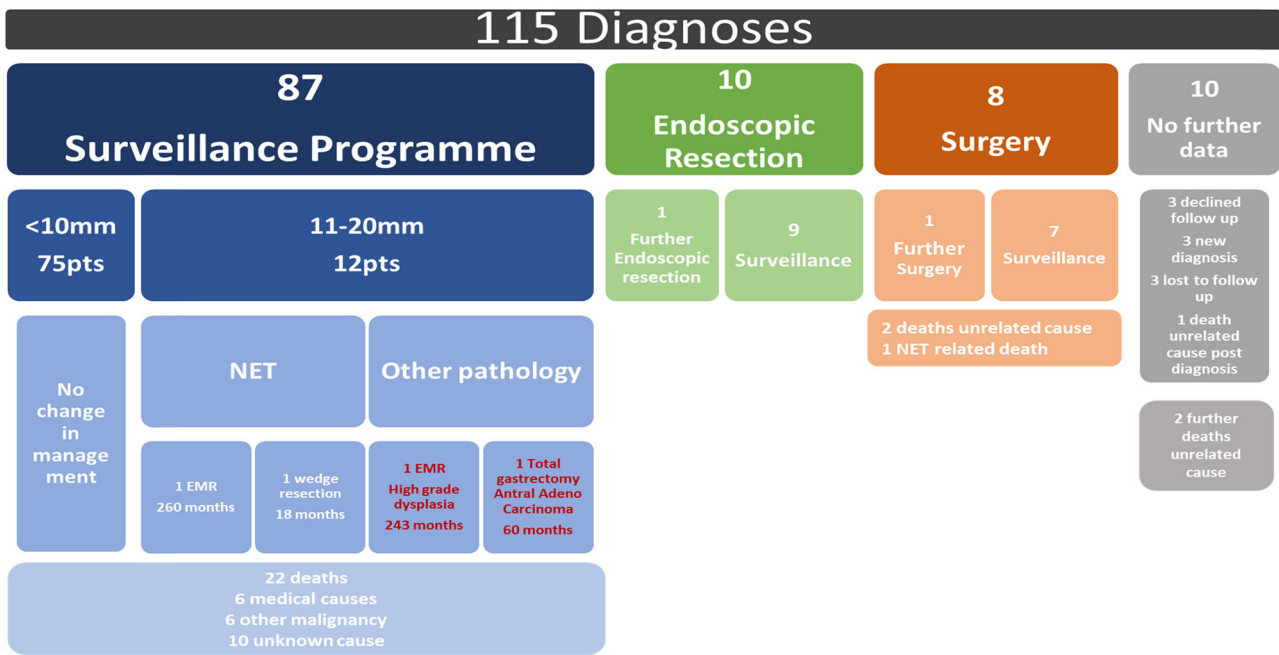 115 Diagnoses
87
Surveillance Programme
10
Endoscopic
Resection
8
Surgery
10
No further
data
<10mm
75pts
11-20mm
12pts
1
Further
Endoscopic
resection
9
Surveillance
1
Further
Surgery
7
Surveillance
3 declined
follow up
3 new
diagnosis
3 lost to follow
up
1 death
unrelated
cause post
diagnosis
2 deaths unrelated cause
1 NET related death
No
change
in
manage
ment
NET
Other pathology
2 further
deaths
unrelated
cause
1 EMR
260 months
1 wedge
resection
18 months
1 EMR
High grade
dysplasia
243 months
1 Total
gastrectomy
Antral Adeno
Carcinoma
60 months
22 deaths
6 medical causes
6 other malignancy
10 unknown cause